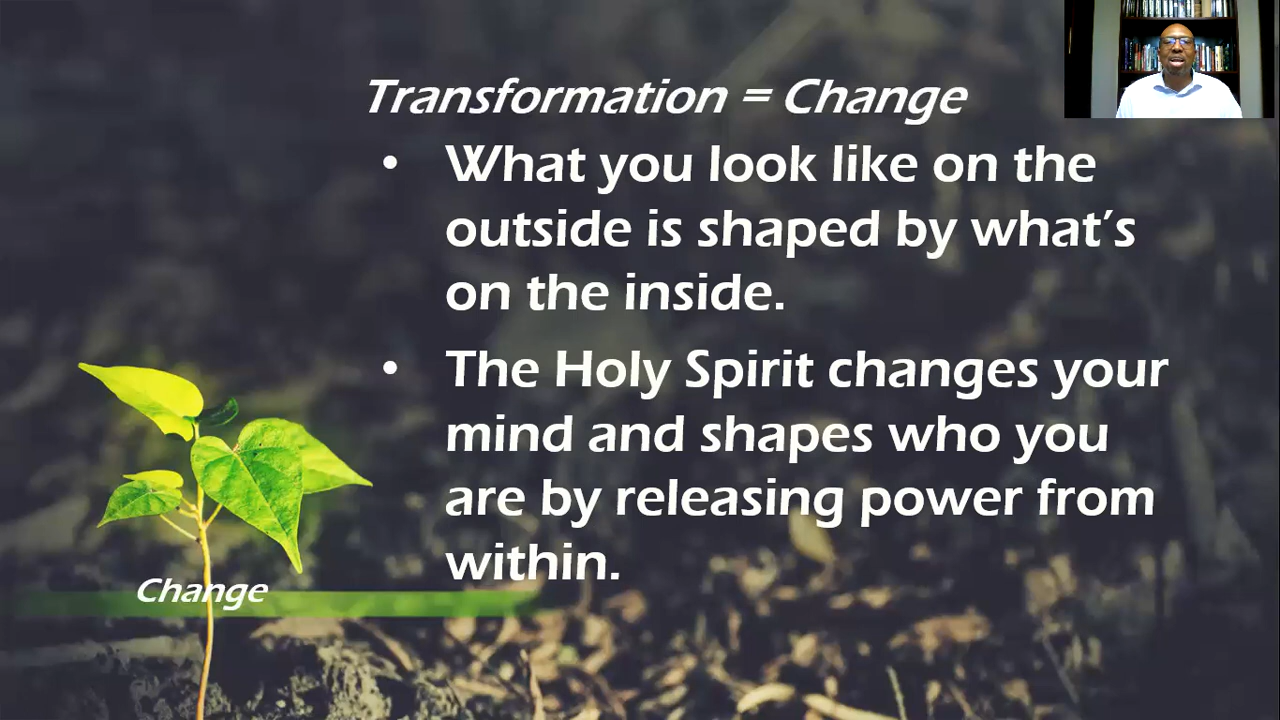 Transformation = Change
• What you look like on the
outside is shaped by what's
on the inside.
• The Holy Spirit changes your
mind and shapes who you
are by releasing power from
within.
Change